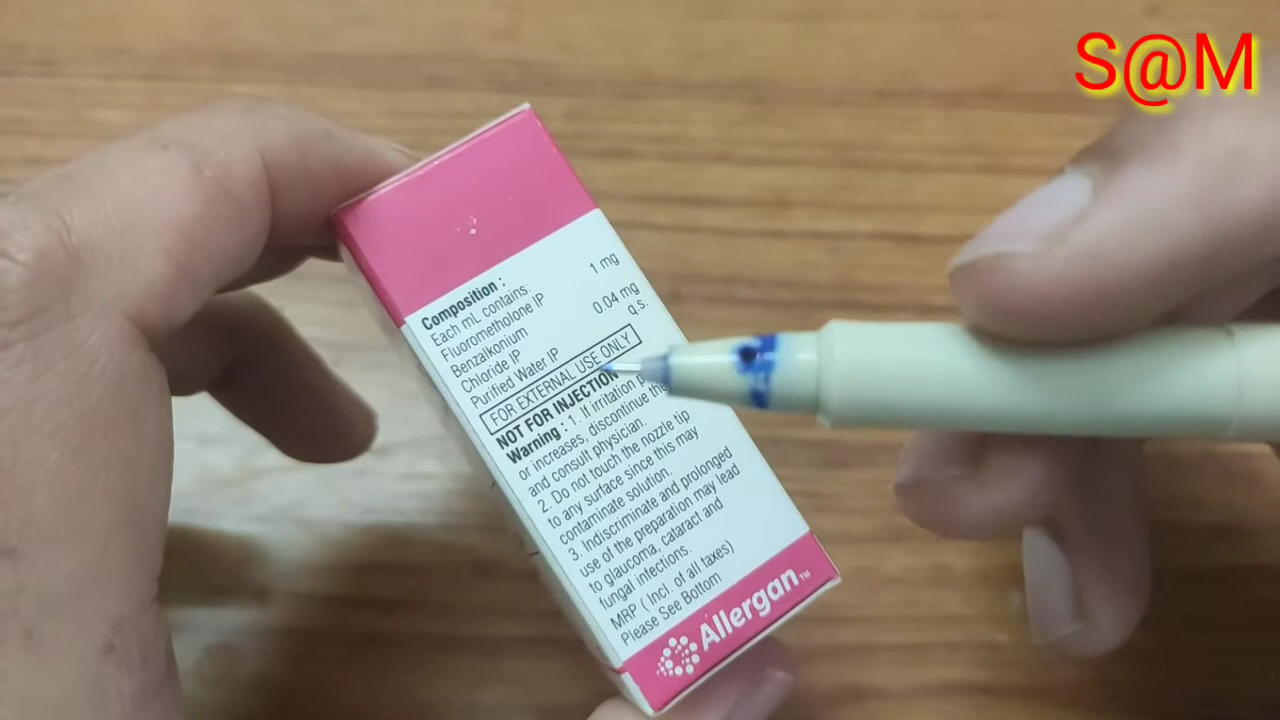 S@M
Composition :
Each mL contains:
Fluorometholone IP 1 mg
Benzalkonium
Chloride IP 0.04 mg
Purified Water IP q.s.
FOR EXTERNAL USE ONLY
NOT FOR INJECTION
Warning : 1. If irritation
or increases, discontinue the
and consult physician.
2. Do not touch the nozzle tip
to any surface since this may
contaminate solution.
3. Indiscriminate and prolonged
use of the preparation may lead
to glaucoma, cataract and
fungal infections.
MRP ( Incl. of all taxes)
Please See Bottom
Allergan™